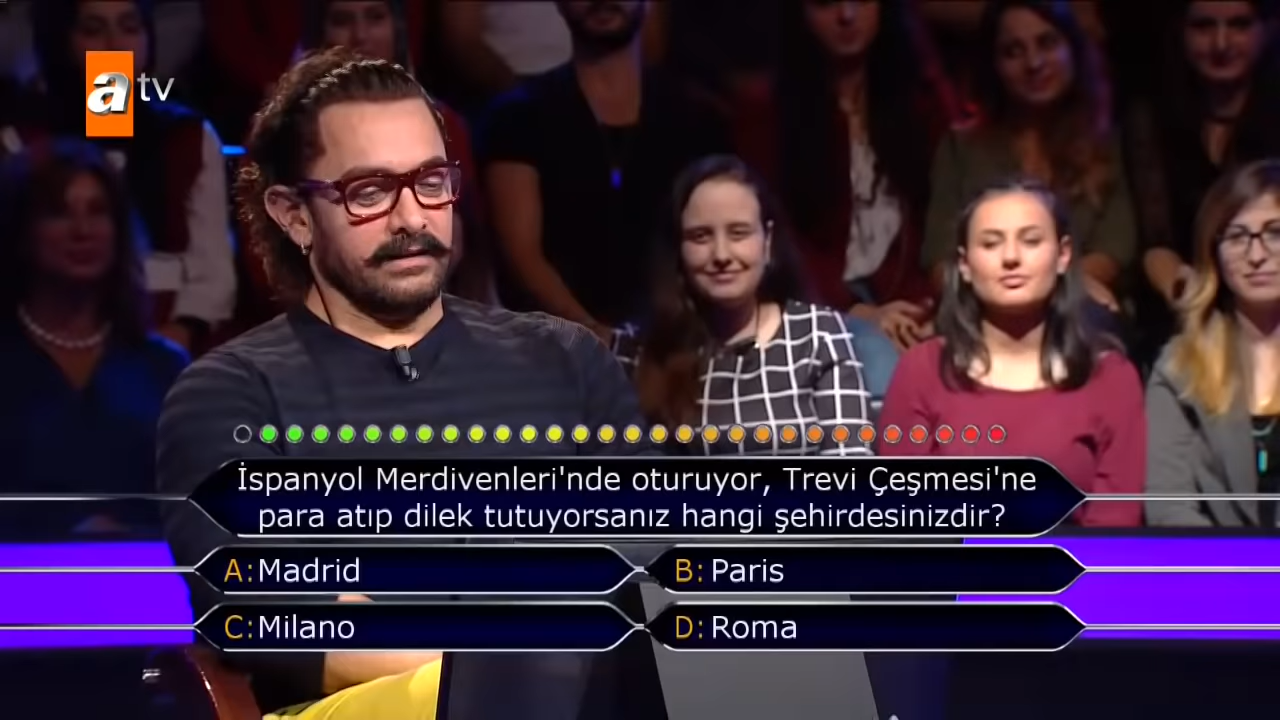 atv
İspanyol Merdivenleri'nde oturuyor, Trevi Çeşmesi'ne
para atıp dilek tutuyorsanız hangi şehirdesinizdir?
A: Madrid
B: Paris
C: Milano
D: Roma